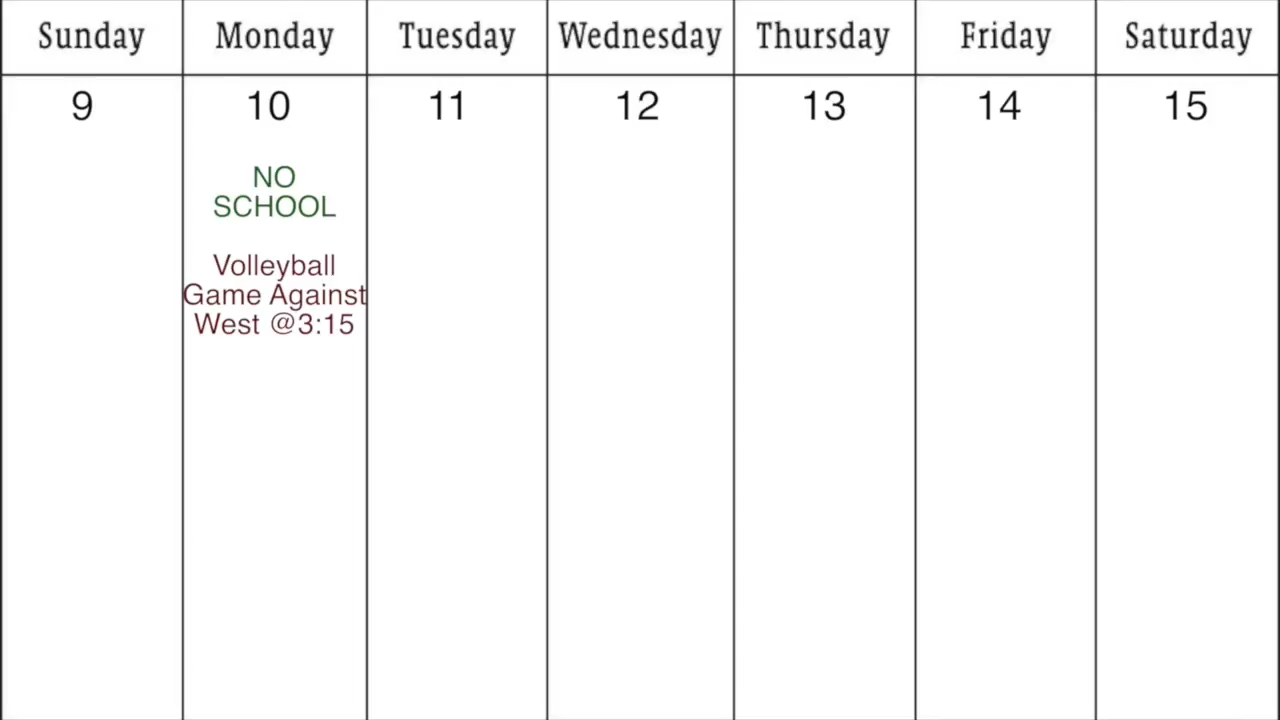 Sunday Monday Tuesday Wednesday Thursday Friday Saturday
9 10 11 12 13 14 15
NO
SCHOOL
Volleyball
Game Against
West @3:15